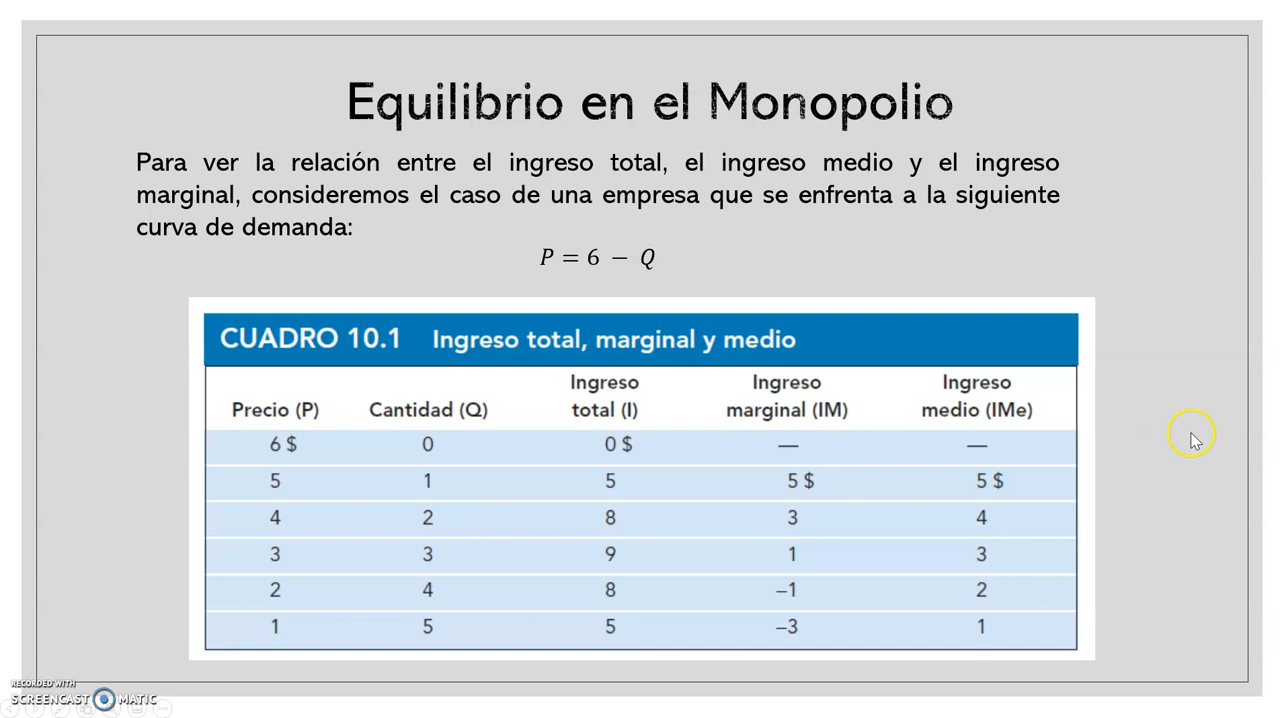 Equilibrio en el Monopolio
Para ver la relación entre el ingreso total, el ingreso medio y el ingreso
marginal, consideremos el caso de una empresa que se enfrenta a la siguiente
curva de demanda:
P = 6 − Q
CUADRO 10.1 Ingreso total, marginal y medio
Precio (P) Cantidad (Q) Ingreso total (I) Ingreso marginal (IM) Ingreso medio (IMe)
6 $ 0 0 $ — —
5 1 5 5 $ 5 $
4 2 8 3 4
3 3 9 1 3
2 4 8 –1 2
1 5 5 –3 1
RECORDED WITH
SCREENCAST MATIC